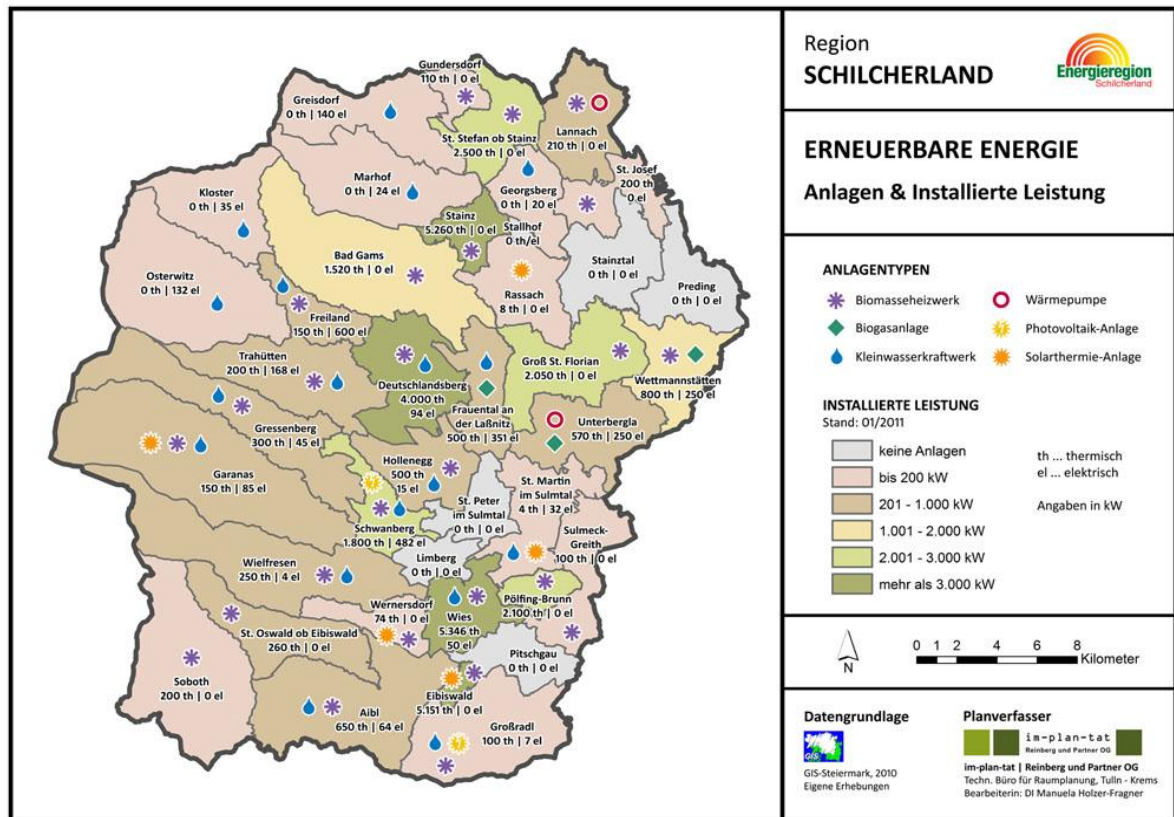 Gundersdorf
110 th | 0 el
Greisdorf
0 th | 140 el
St. Stefan ob Stainz
2.500 th | 0 el
Lannach
210 th | 0 el
Marhof
0 th | 24 el
Georgsberg
0 th | 20 el
St. Josef
200 th
0 el
Kloster
0 th | 35 el
Stainz
5.260 th | 0 el
Stallhof
0 th/el
Stainztal
0 th | 0 el
Bad Gams
1.520 th | 0 el
Osterwitz
0 th | 132 el
Rassach
8 th | 0 el
Preding
0 th | 0 el
Freiland
150 th | 600 el
Trahütten
200 th | 168 el
Deutschlandsberg
4.000 th
94 el
Groß St. Florian
2.050 th | 0 el
Wettmannstätten
800 th | 250 el
Frauental an
der Laßnitz
500 th | 351 el
Unterbergla
570 th | 250 el
Gressenberg
300 th | 45 el
Garanas
150 th | 85 el
Hollenegg
500 th
15 el
St. Peter
im Sulmtal
0 th | 0 el
St. Martin
im Sulmtal
4 th | 32 el
Schwanberg
1.800 th | 482 el
Sulmeck-
Greith
100 th | 0 el
Limberg
0 th | 0 el
Wielfresen
250 th | 4 el
Wernersdorf
74 th | 0 el
Wies
5.346 th
50 el
Pölfing-Brunn
2.100 th | 0 el
St. Oswald ob Eibiswald
260 th | 0 el
Pitschgau
0 th | 0 el
Soboth
200 th | 0 el
Eibiswald
5.151 th | 0 el
Aibl
650 th | 64 el
Großradl
100 th | 7 el
Region
SCHILCHERLAND
Energieregion
Schilcherland
ERNEUERBARE ENERGIE
Anlagen & Installierte Leistung
ANLAGENTYPEN
Biomasseheizwerk
Wärmepumpe
Biogasanlage
Photovoltaik-Anlage
Kleinwasserkraftwerk
Solarthermie-Anlage
INSTALLIERTE LEISTUNG
Stand: 01/2011
keine Anlagen
bis 200 kW
201 - 1.000 kW
1.001 - 2.000 kW
2.001 - 3.000 kW
mehr als 3.000 kW
th ... thermisch
el ... elektrisch
Angaben in kW
N
0 1 2 4 6 8
Kilometer
Datengrundlage
GIS
GIS-Steiermark, 2010
Eigene Erhebungen
Planverfasser
im-plan-tat
Reinberg und Partner OG
im-plan-tat | Reinberg und Partner OG
Techn. Büro für Raumplanung, Tulln - Krems
Bearbeiterin: DI Manuela Holzer-Fragner